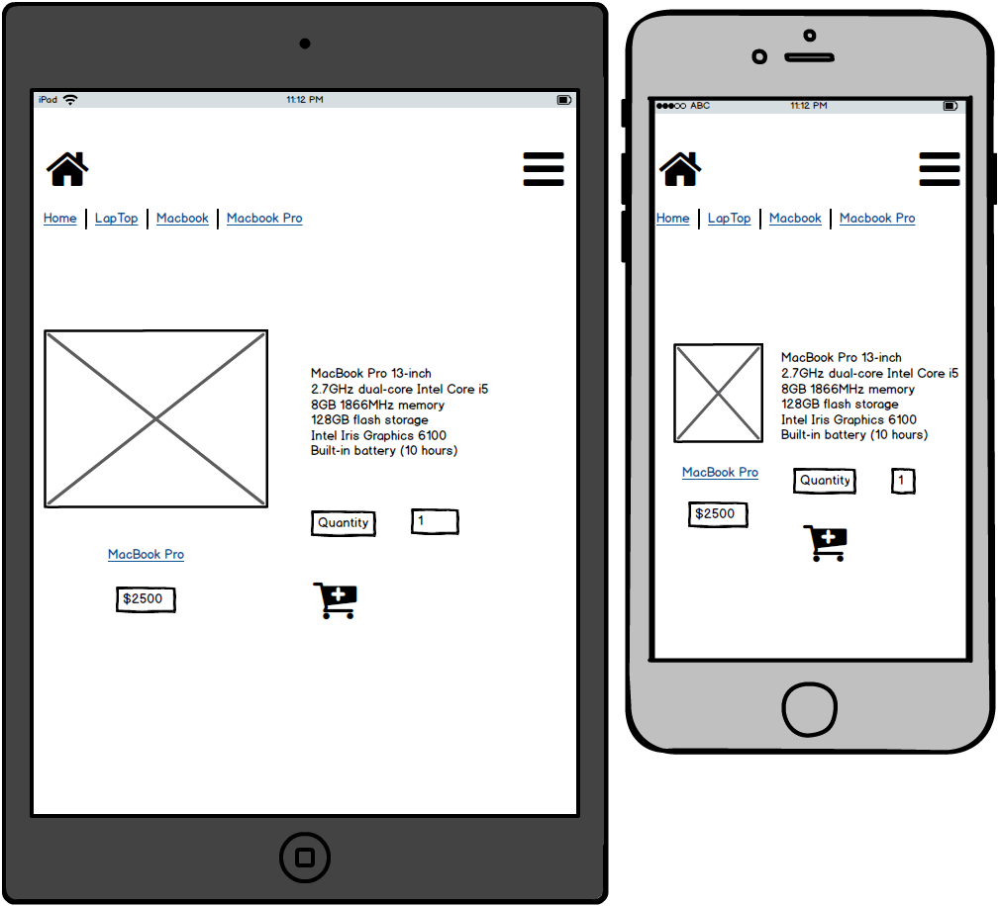 iPad 11:12 PM
Home LapTop Macbook Macbook Pro
MacBook Pro 13-inch
2.7GHz dual-core Intel Core i5
8GB 1866MHz memory
128GB flash storage
Intel Iris Graphics 6100
Built-in battery (10 hours)
Quantity 1
MacBook Pro
$2500
ABC 11:12 PM
Home LapTop Macbook Macbook Pro
MacBook Pro 13-inch
2.7GHz dual-core Intel Core i5
8GB 1866MHz memory
128GB flash storage
Intel Iris Graphics 6100
Built-in battery (10 hours)
MacBook Pro
Quantity 1
$2500